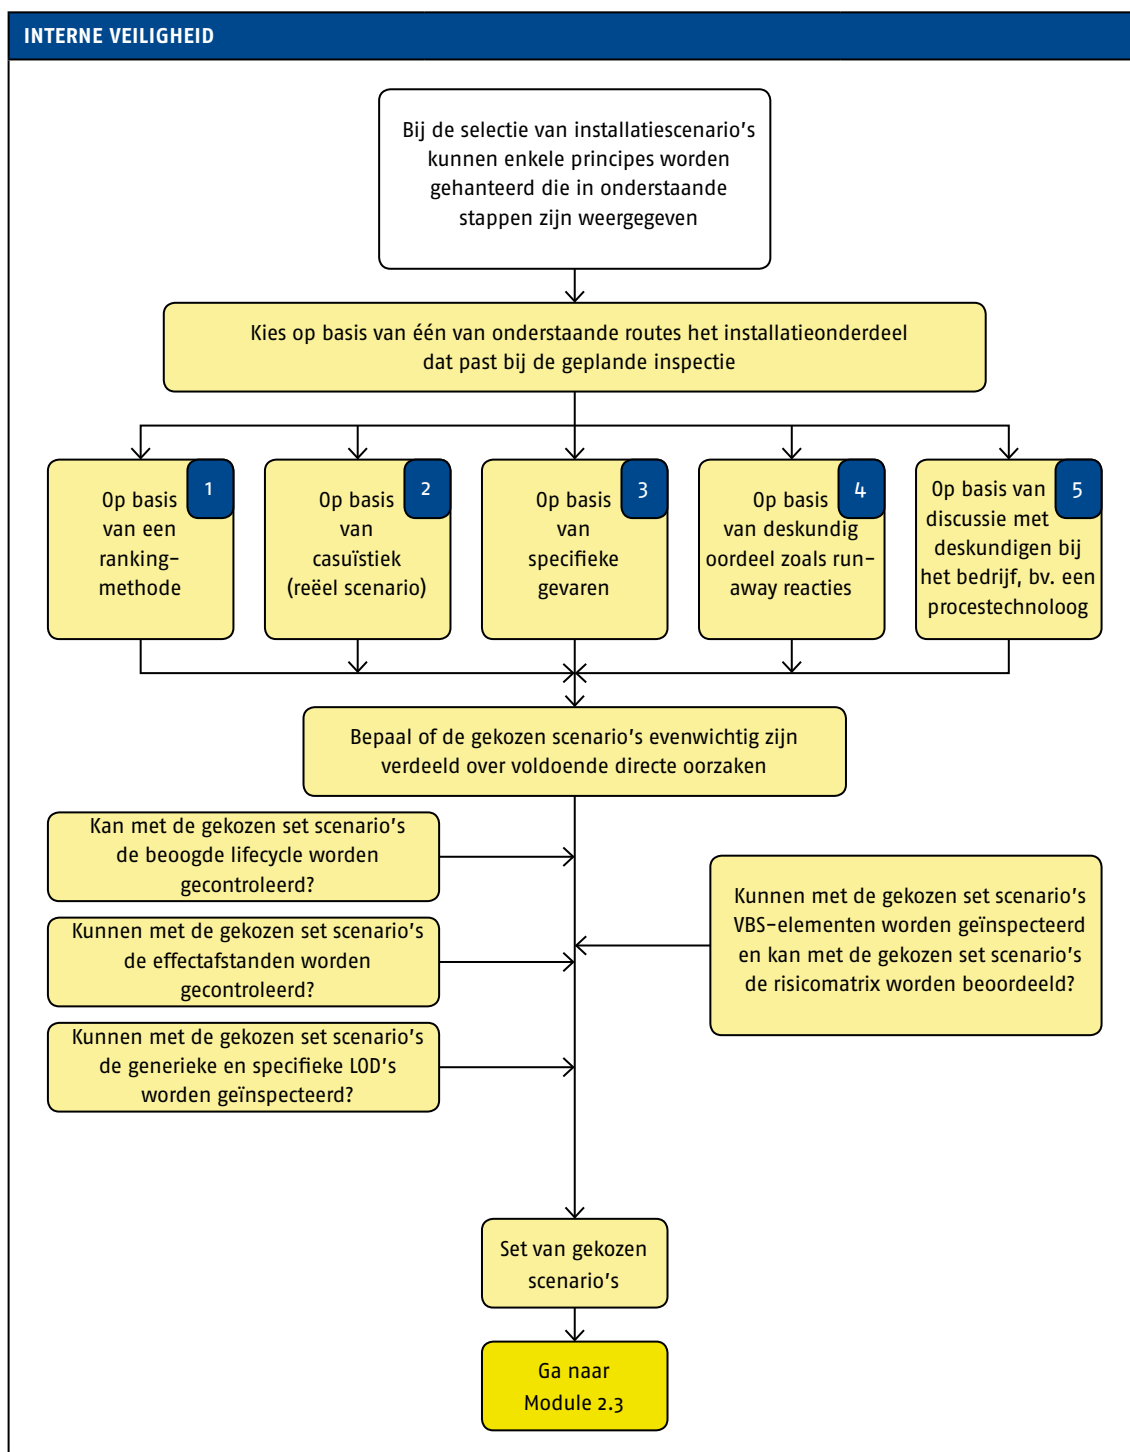 INTERNE VEILIGHEID
Bij de selectie van installatiescenario's
kunnen enkele principes worden
gehanteerd die in onderstaande
stappen zijn weergegeven
Kies op basis van één van onderstaande routes het installatieonderdeel
dat past bij de geplande inspectie
1
Op basis
van een
ranking-
methode
2
Op basis
van
casuïstiek
(reëel scenario)
3
Op basis
van
specifieke
gevaren
4
Op basis
van deskundig
oordeel zoals run-
away reacties
5
Op basis van
discussie met
deskundigen bij
het bedrijf, bv. een
procestechnoloog
Bepaal of de gekozen scenario's evenwichtig zijn
verdeeld over voldoende directe oorzaken
Kan met de gekozen set scenario's
de beoogde lifecycle worden
gecontroleerd?
Kunnen met de gekozen set scenario's
de effectafstanden worden
gecontroleerd?
Kunnen met de gekozen set scenario's
de generieke en specifieke LOD's
worden geïnspecteerd?
Kunnen met de gekozen set scenario's
VBS-elementen worden geïnspecteerd
en kan met de gekozen set scenario's
de risicomatrix worden beoordeeld?
Set van gekozen
scenario's
Ga naar
Module 2.3